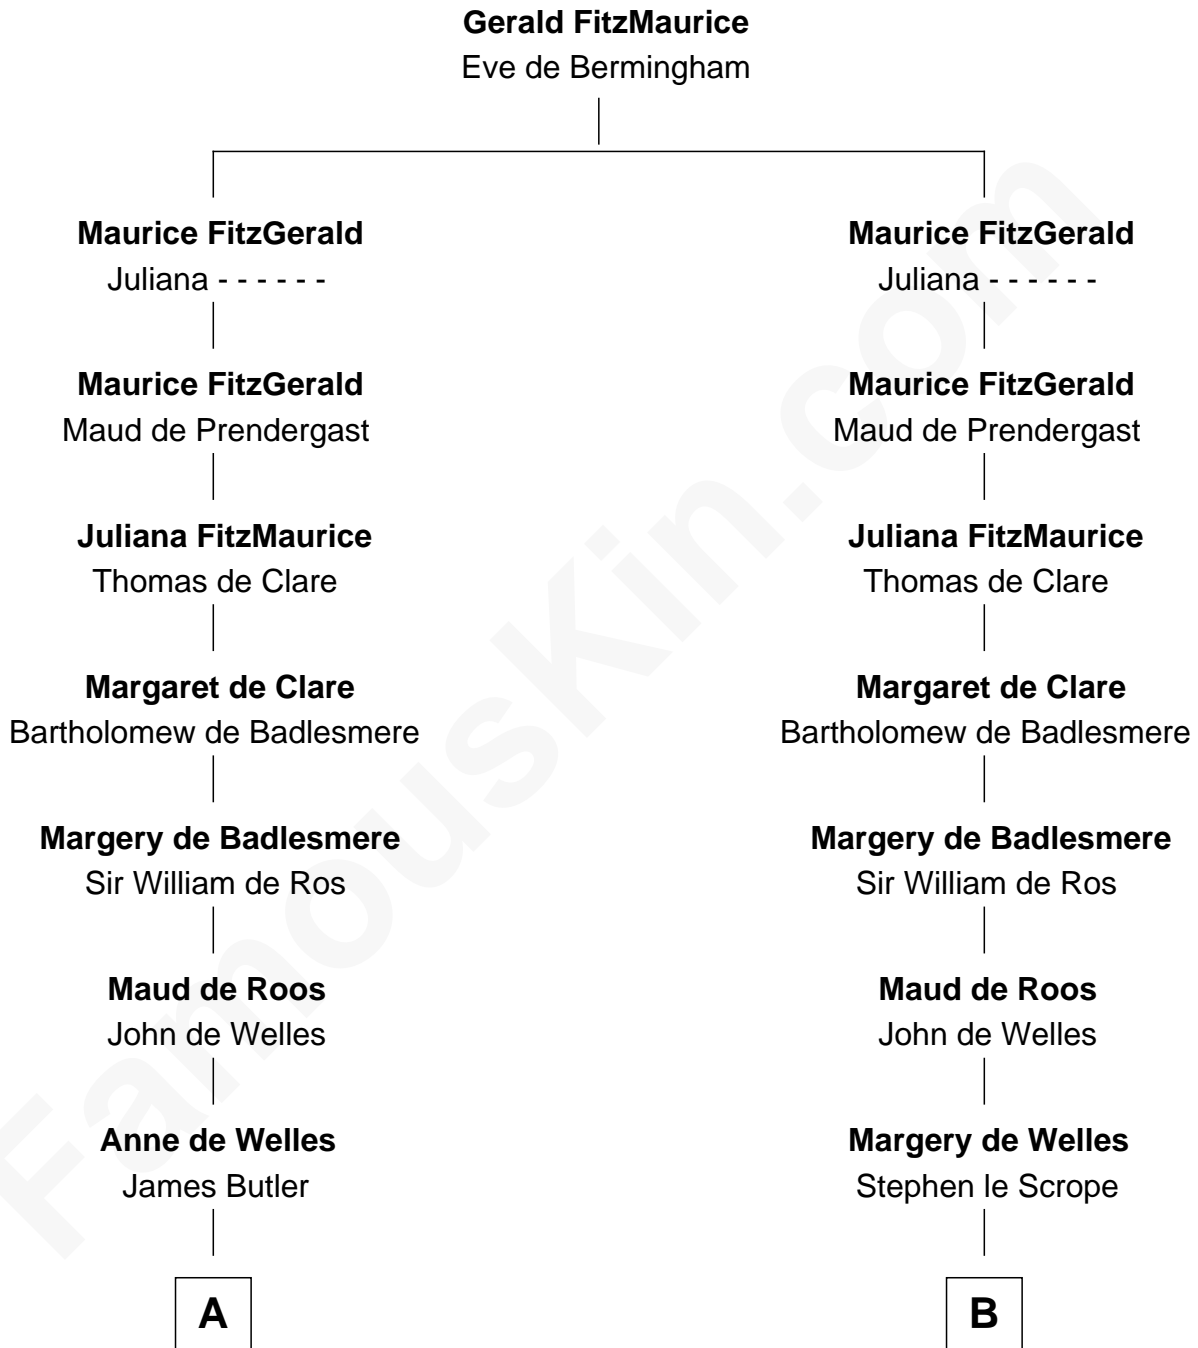 Gerald FitzMaurice
Eve de Bermingham
Maurice FitzGerald
Juliana - - - - - -
Maurice FitzGerald
Juliana - - - - - -
Maurice FitzGerald
Maud de Prendergast
Maurice FitzGerald
Maud de Prendergast
Juliana FitzMaurice
Thomas de Clare
Juliana FitzMaurice
Thomas de Clare
Margaret de Clare
Bartholomew de Badlesmere
Margaret de Clare
Bartholomew de Badlesmere
Margery de Badlesmere
Sir William de Ros
Margery de Badlesmere
Sir William de Ros
Maud de Roos
John de Welles
Maud de Roos
John de Welles
Anne de Welles
James Butler
Margery de Welles
Stephen le Scrope
A
B
FamousKin.com